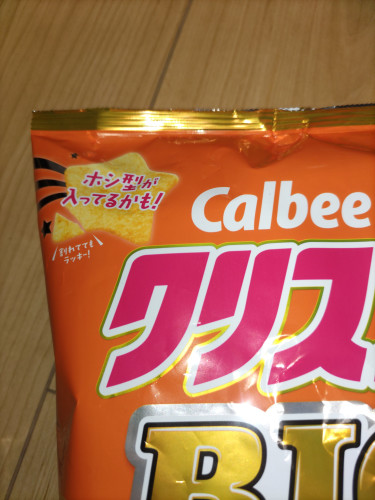 ホシ型が
入ってるかも!
割れてても
ラッキー!
Calbee
クリス
BIG